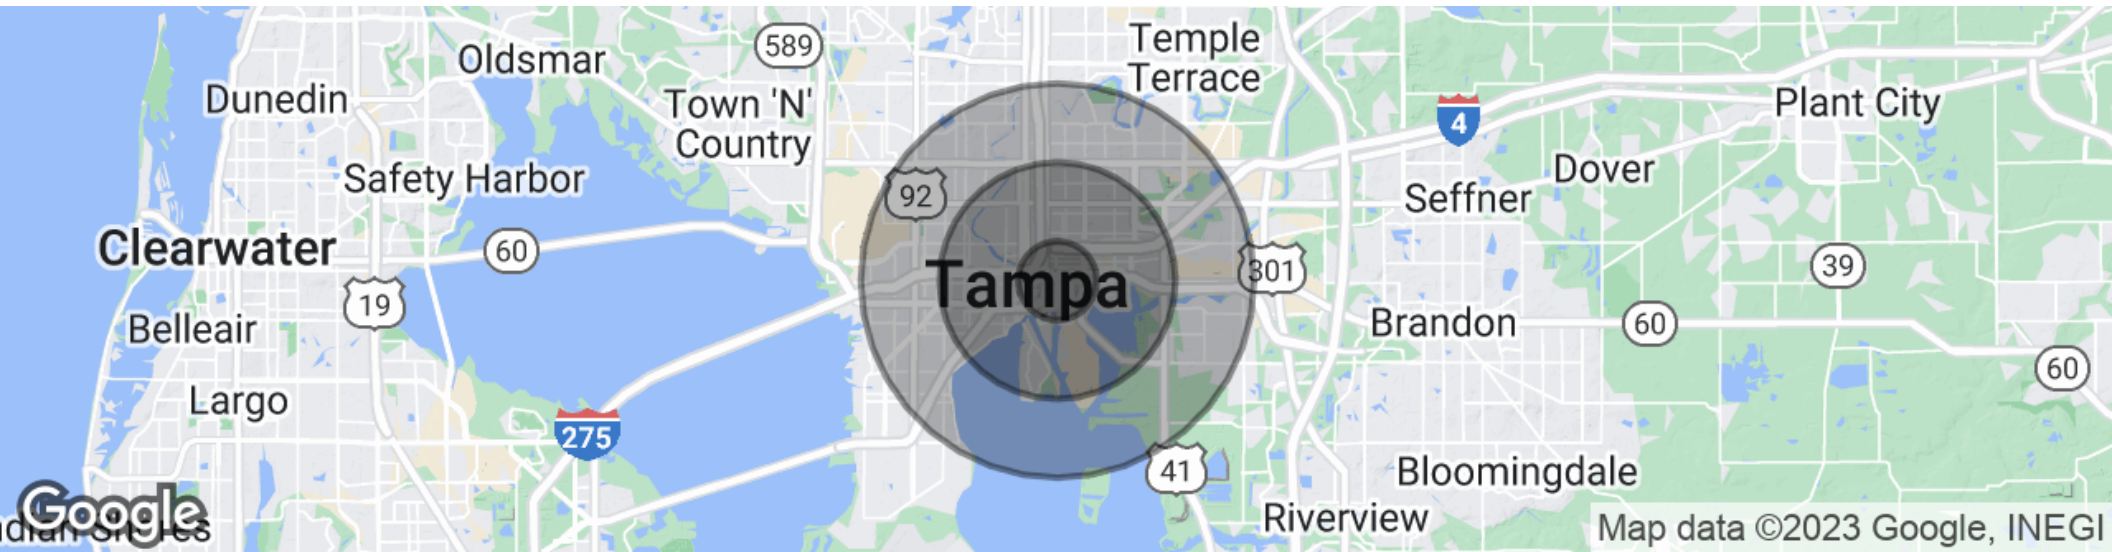 Oldsmar
589
Temple
Terrace
Dunedin
Town 'N'
Country
4
Plant City
Safety Harbor
92
Dover
Seffner
Clearwater
60
301
39
Tampa
19
Belleair
Brandon
60
60
Largo
275
41
Bloomingdale
Google
Riverview
Map data ©2023 Google, INEGI